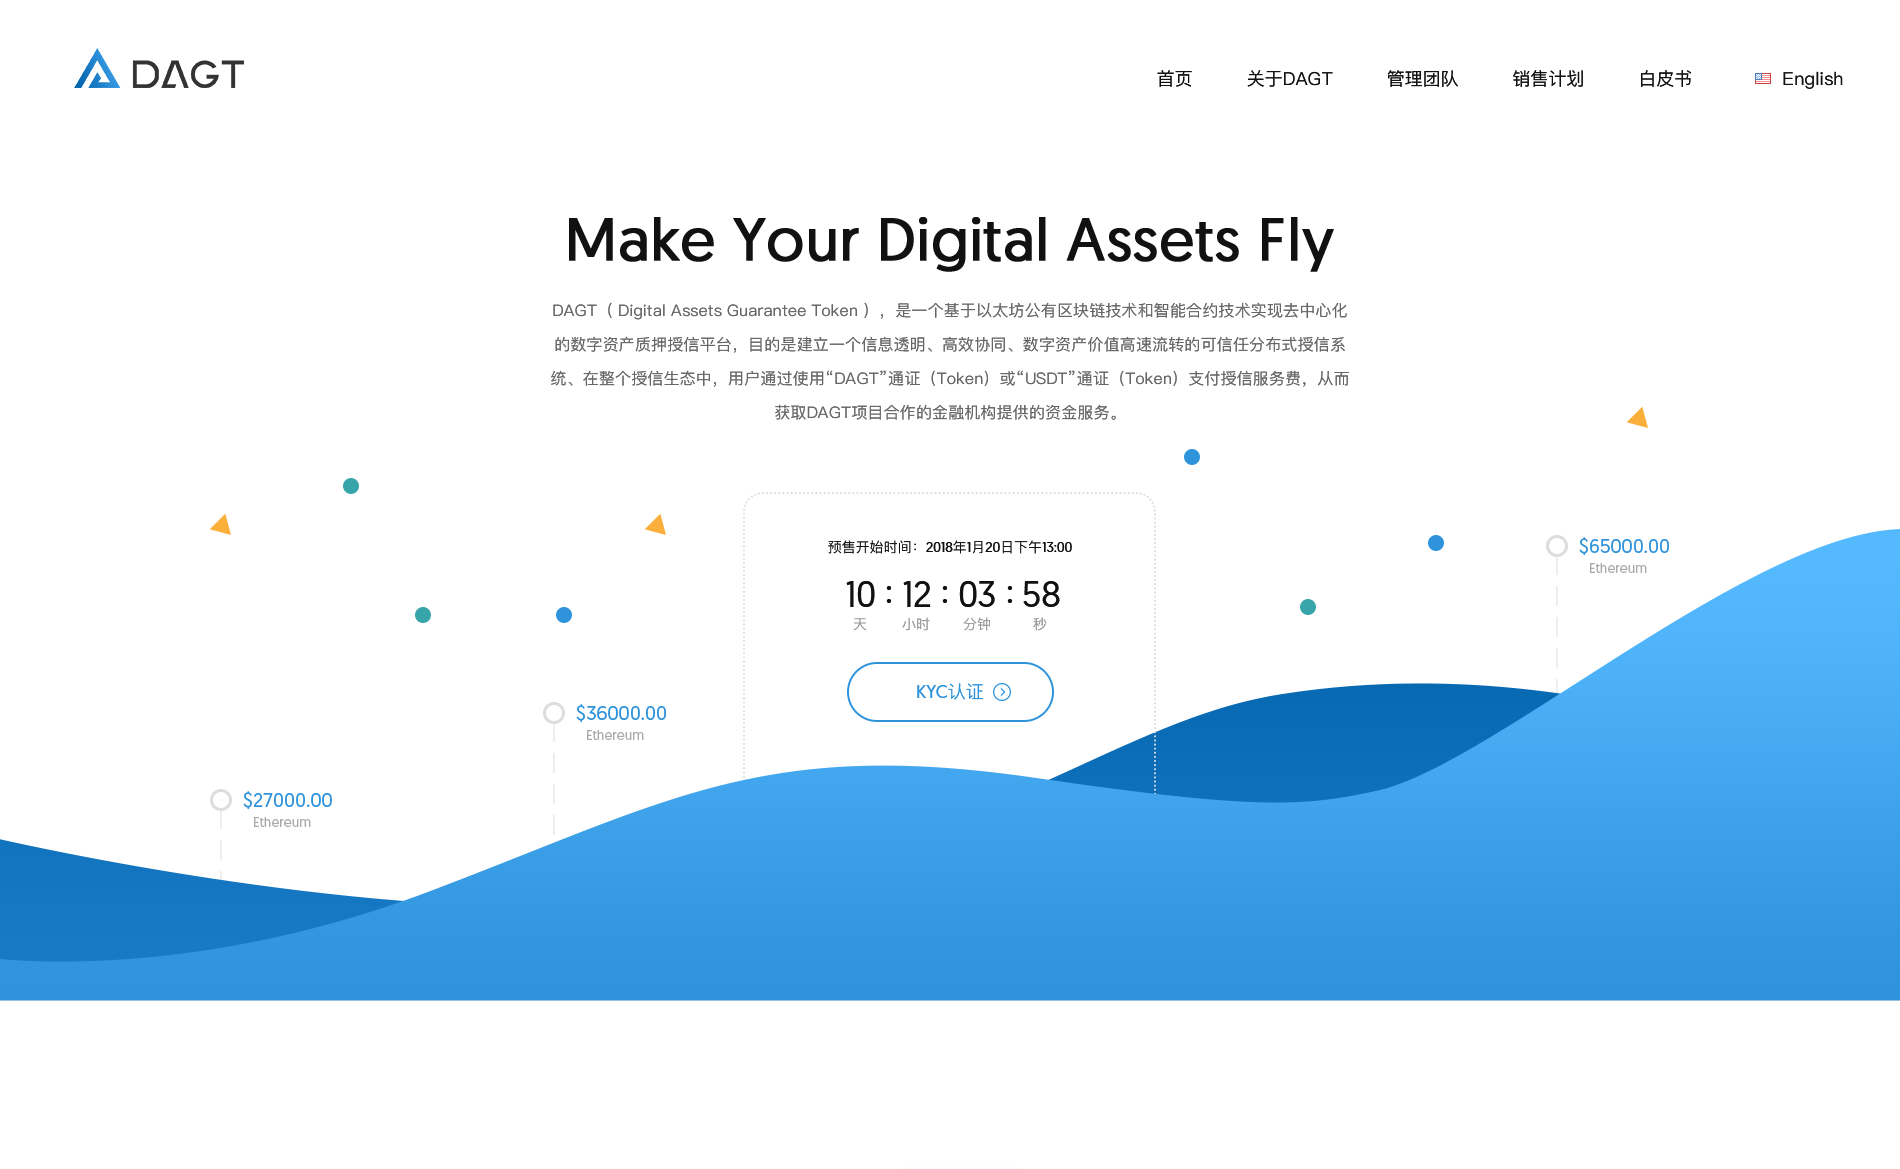 DAGT
首页 关于DAGT 管理团队 销售计划 白皮书 English
Make Your Digital Assets Fly
DAGT（ Digital Assets Guarantee Token ），是一个基于以太坊公有区块链技术和智能合约技术实现去中心化
的数字资产质押授信平台，目的是建立一个信息透明、高效协同、数字资产价值高速流转的可信任分布式授信系
统、在整个授信生态中，用户通过使用“DAGT”通证（Token）或“USDT”通证（Token）支付授信服务费，从而
获取DAGT项目合作的金融机构提供的资金服务。
预售开始时间：2018年1月20日下午13:00
10 : 12 : 03 : 58
天 小时 分钟 秒
KYC认证
$65000.00
Ethereum
$36000.00
Ethereum
$27000.00
Ethereum